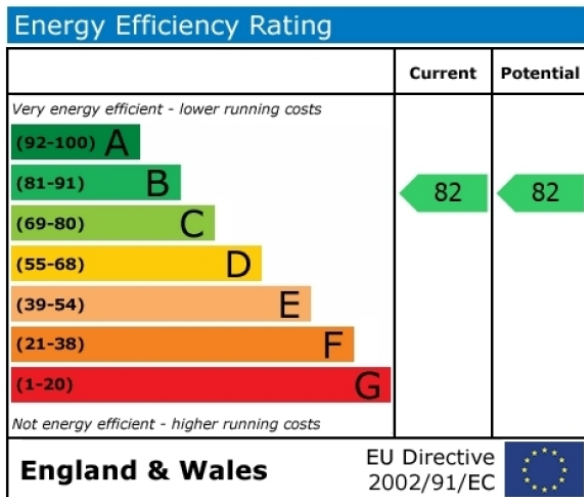 Energy Efficiency Rating
Current Potential
Very energy efficient - lower running costs
(92-100) A
(81-91) B
82 82
(69-80) C
(55-68) D
(39-54) E
(21-38) F
(1-20) G
Not energy efficient - higher running costs
England & Wales
EU Directive
2002/91/EC